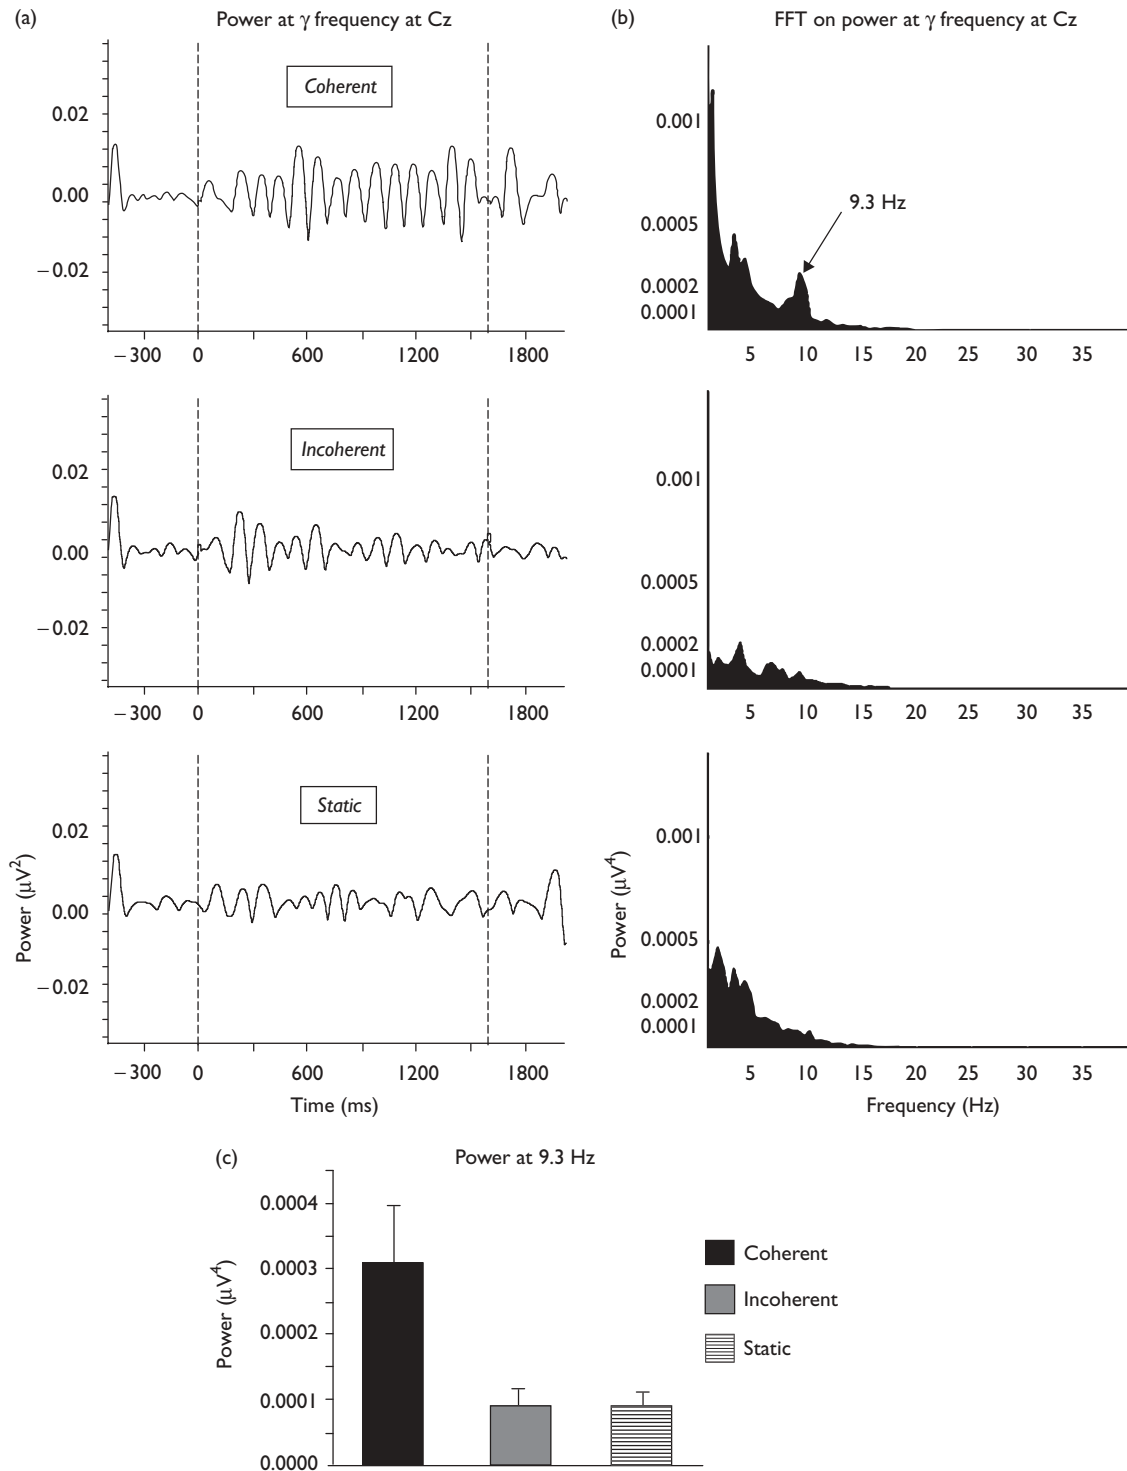 (a) Power at γ frequency at Cz
Coherent
0.02
0.00
−0.02
−300 0 600 1200 1800
Incoherent
0.02
0.00
−0.02
−300 0 600 1200 1800
Static
0.02
0.00
−0.02
Power (μV²)
−300 0 600 1200 1800
Time (ms)
(b) FFT on power at γ frequency at Cz
0.001
9.3 Hz
0.0005
0.0002
0.0001
5 10 15 20 25 30 35
0.001
0.0005
0.0002
0.0001
5 10 15 20 25 30 35
0.001
0.0005
0.0002
0.0001
Power (μV⁴)
5 10 15 20 25 30 35
Frequency (Hz)
(c) Power at 9.3 Hz
0.0004
0.0003
0.0002
0.0001
0.0000
Power (μV⁴)
Coherent
Incoherent
Static